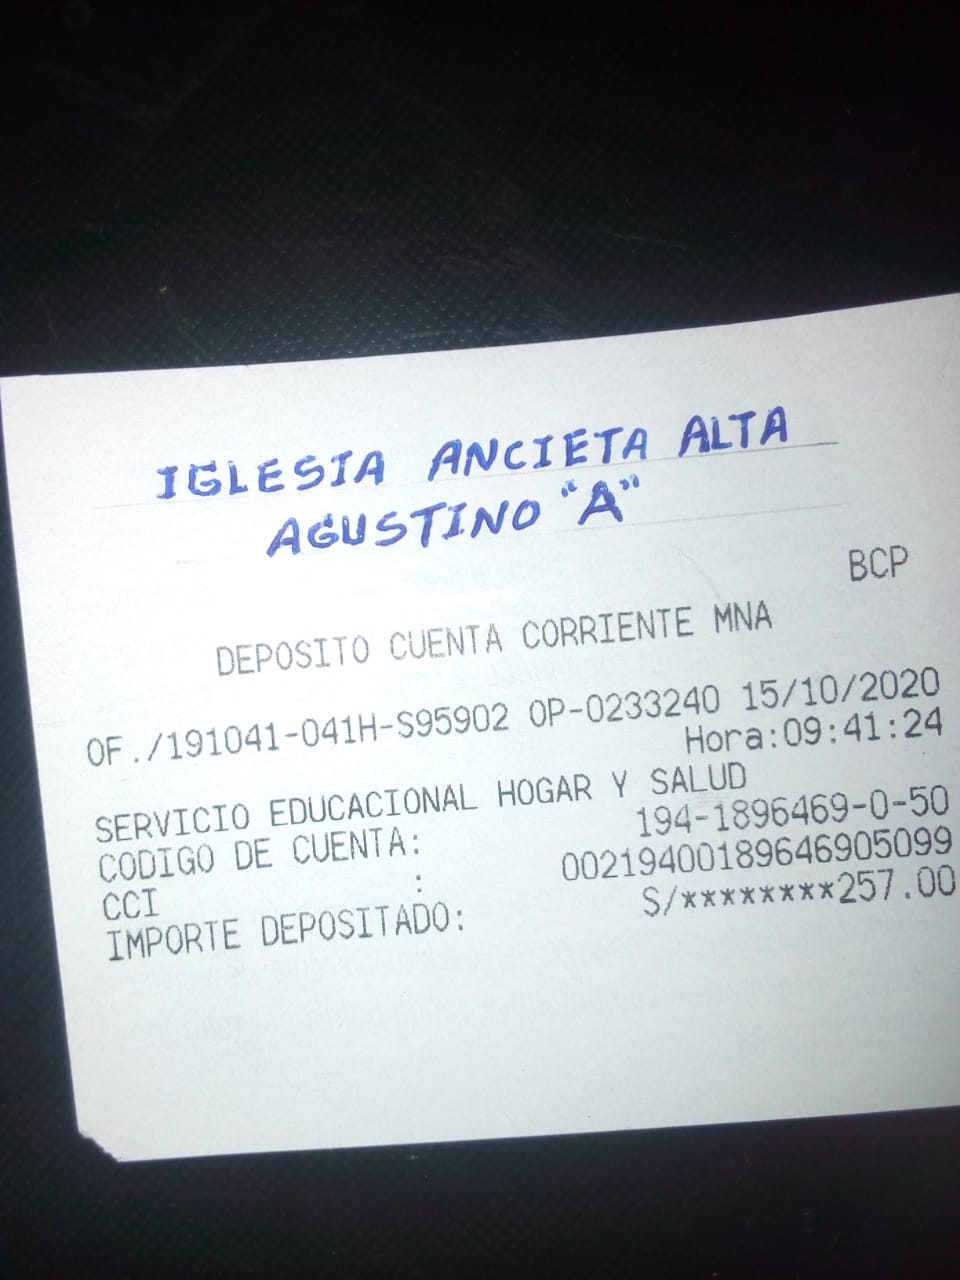 IGLESIA ANCIETA ALTA
AGUSTINO "A"
BCP
DEPOSITO CUENTA CORRIENTE MNA
OF./191041-041H-S95902 OP-0233240 15/10/2020
Hora:09:41:24
SERVICIO EDUCACIONAL HOGAR Y SALUD
CODIGO DE CUENTA: 194-1896469-0-50
CCI : 00219400189646905099
IMPORTE DEPOSITADO: S/********257.00